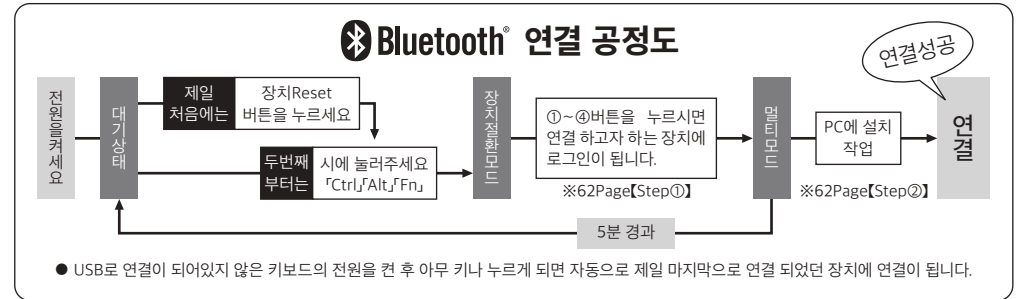 Bluetooth® 연결 공정도
연결성공
전원을켜세요
대기상태
제일
처음에는
장치Reset
버튼을 누르세요
두번째
부터는
시에 눌러주세요
「Ctrl」「Alt」「Fn」
장치절환모드
①~④버튼을 누르시면
연결 하고자 하는 장치에
로그인이 됩니다.
※62Page【Step①】
멀티모드
PC에 설치
작업
※62Page【Step②】
연결
5분 경과
● USB로 연결이 되어있지 않은 키보드의 전원을 켠 후 아무 키나 누르게 되면 자동으로 제일 마지막으로 연결 되었던 장치에 연결이 됩니다.